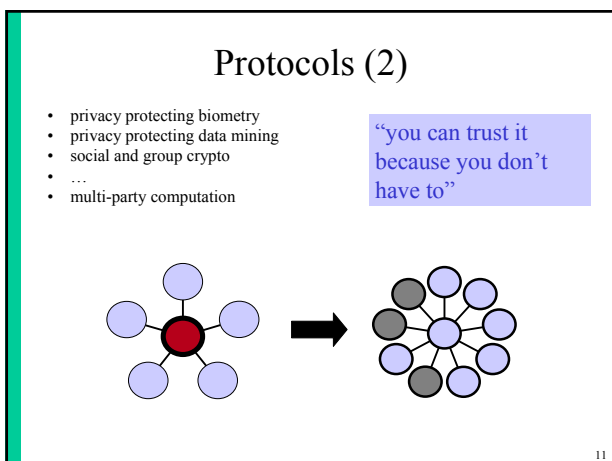 Protocols (2)
• privacy protecting biometry
• privacy protecting data mining
• social and group crypto
• …
• multi-party computation
“you can trust it
because you don’t
have to”
11